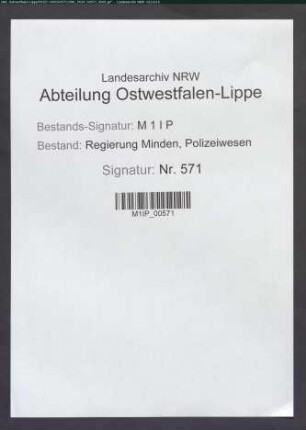 Landesarchiv NRW
Abteilung Ostwestfalen-Lippe
Bestands-Signatur: M 1 I P
Bestand: Regierung Minden, Polizeiwesen
Signatur: Nr. 571
M1IP_00571